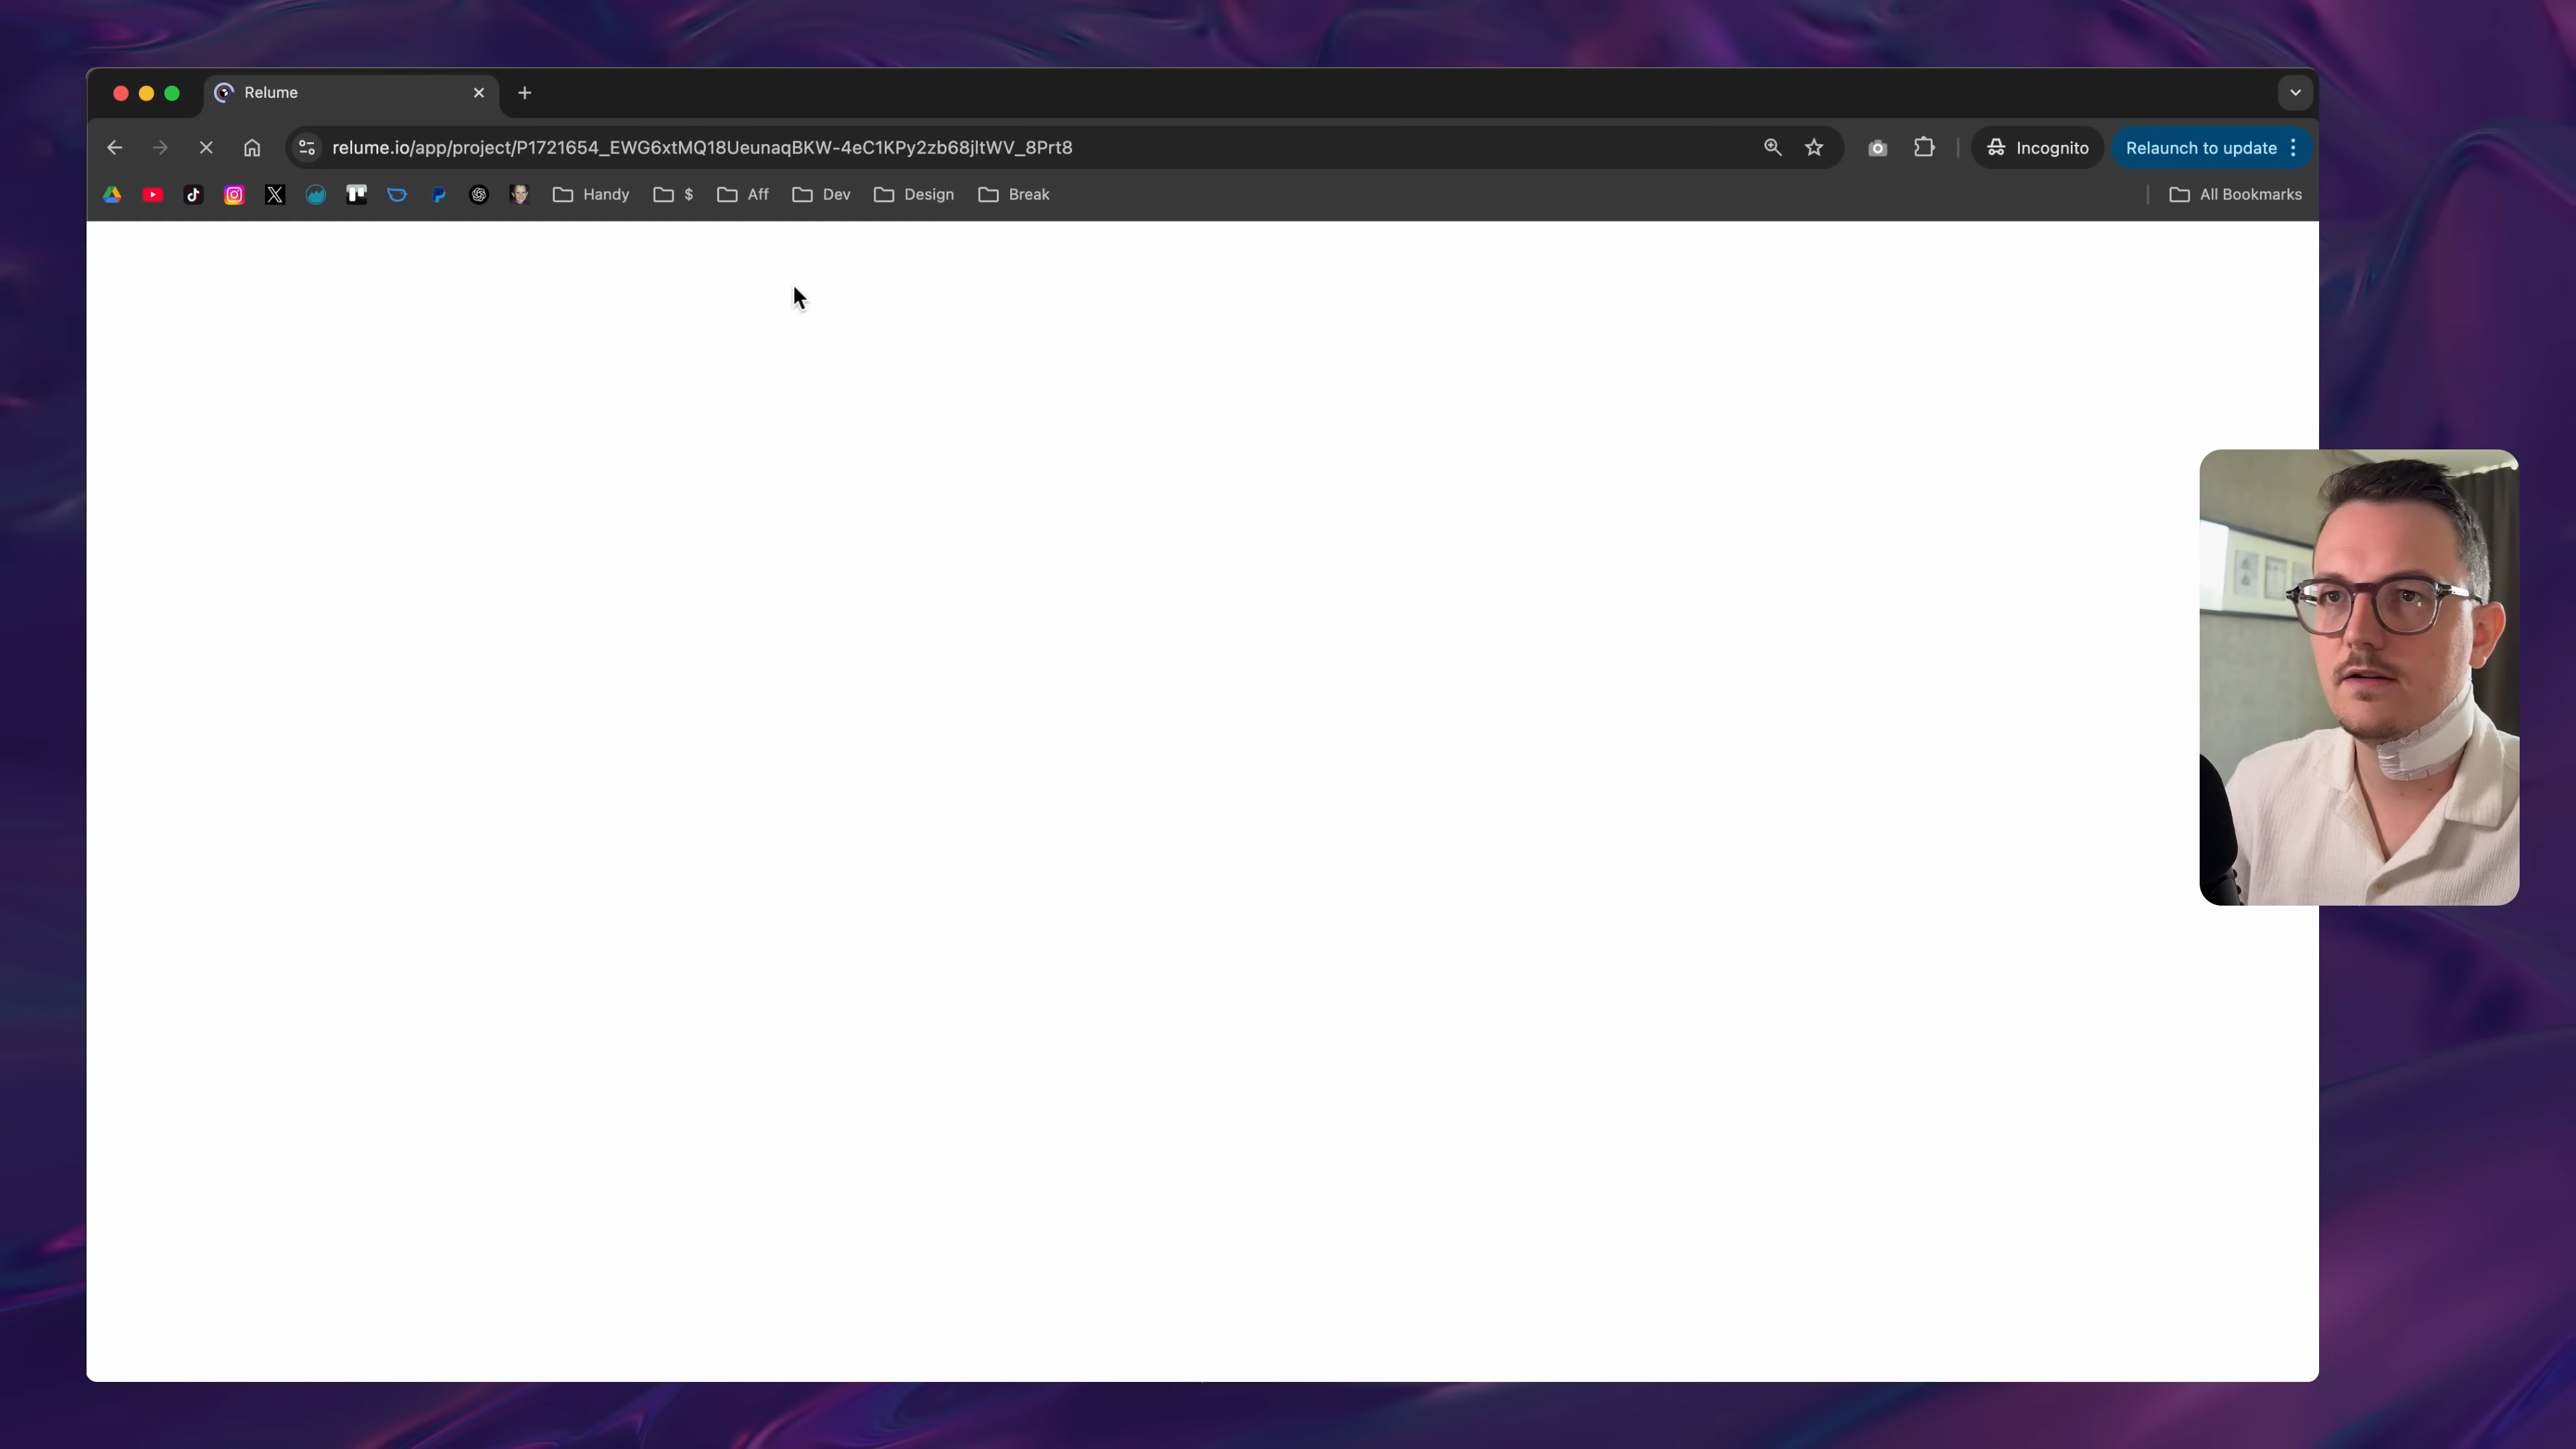 Relume
relume.io/app/project/P1721654_EWG6xtMQ18UeunaqBKW-4eC1KPy2zb68jltWV_8Prt8
Incognito
Relaunch to update
Handy
$
Aff
Dev
Design
Break
All Bookmarks